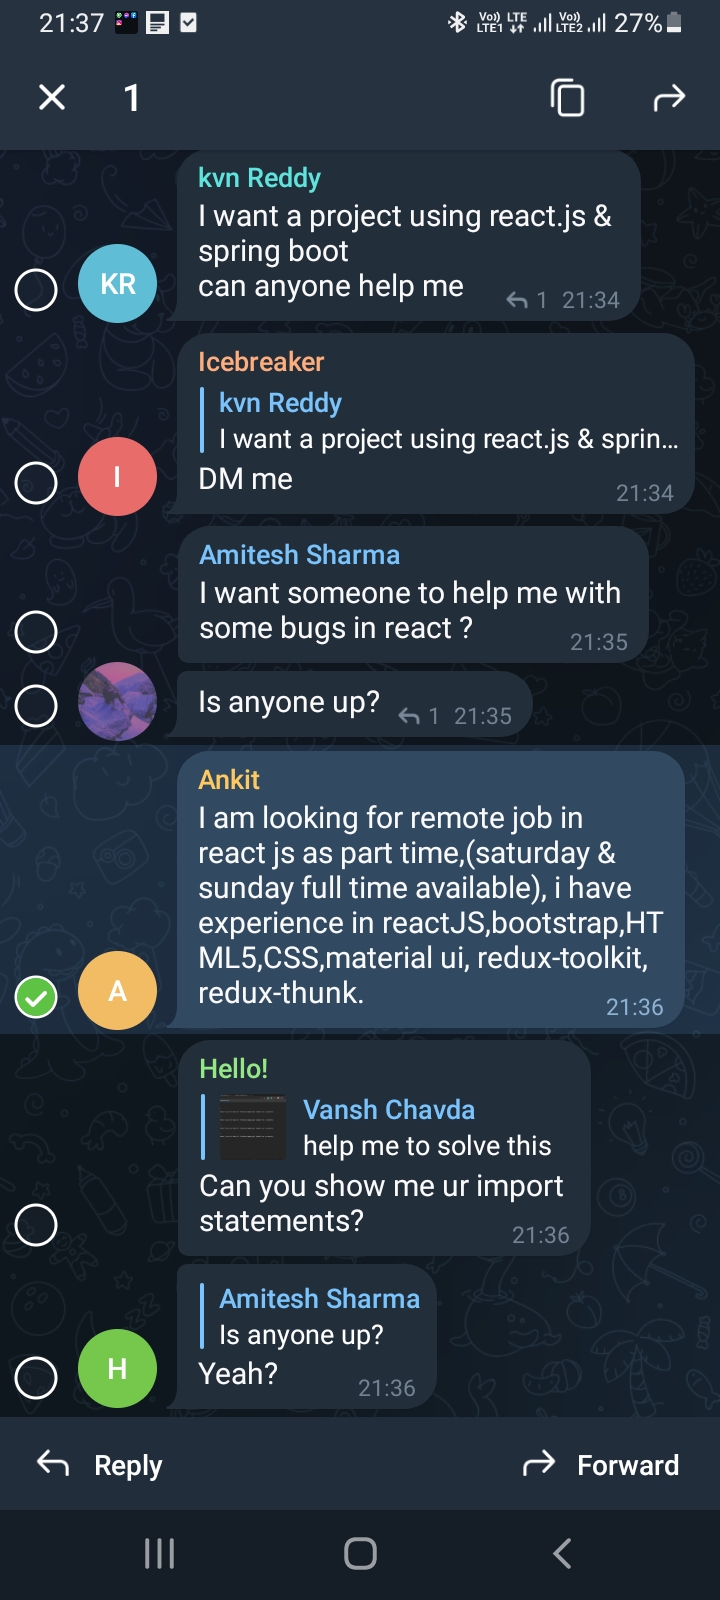 21:37
Vo)) LTE1 LTE Vo)) LTE2 27%
1
kvn Reddy
I want a project using react.js &
spring boot
can anyone help me
1 21:34
KR
Icebreaker
kvn Reddy
I want a project using react.js & sprin...
DM me
21:34
I
Amitesh Sharma
I want someone to help me with
some bugs in react ?
21:35
Is anyone up?
1 21:35
Ankit
I am looking for remote job in
react js as part time,(saturday &
sunday full time available), i have
experience in reactJS,bootstrap,HT
ML5,CSS,material ui, redux-toolkit,
redux-thunk.
21:36
A
Hello!
Vansh Chavda
help me to solve this
Can you show me ur import
statements?
21:36
Amitesh Sharma
Is anyone up?
Yeah?
21:36
H
Reply
Forward